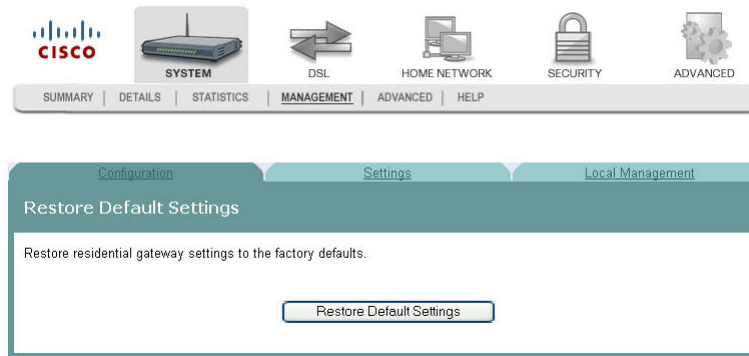 CISCO
SYSTEM DSL HOME NETWORK SECURITY ADVANCED
SUMMARY | DETAILS | STATISTICS | MANAGEMENT | ADVANCED | HELP
Configuration Settings Local Management
Restore Default Settings
Restore residential gateway settings to the factory defaults.
Restore Default Settings